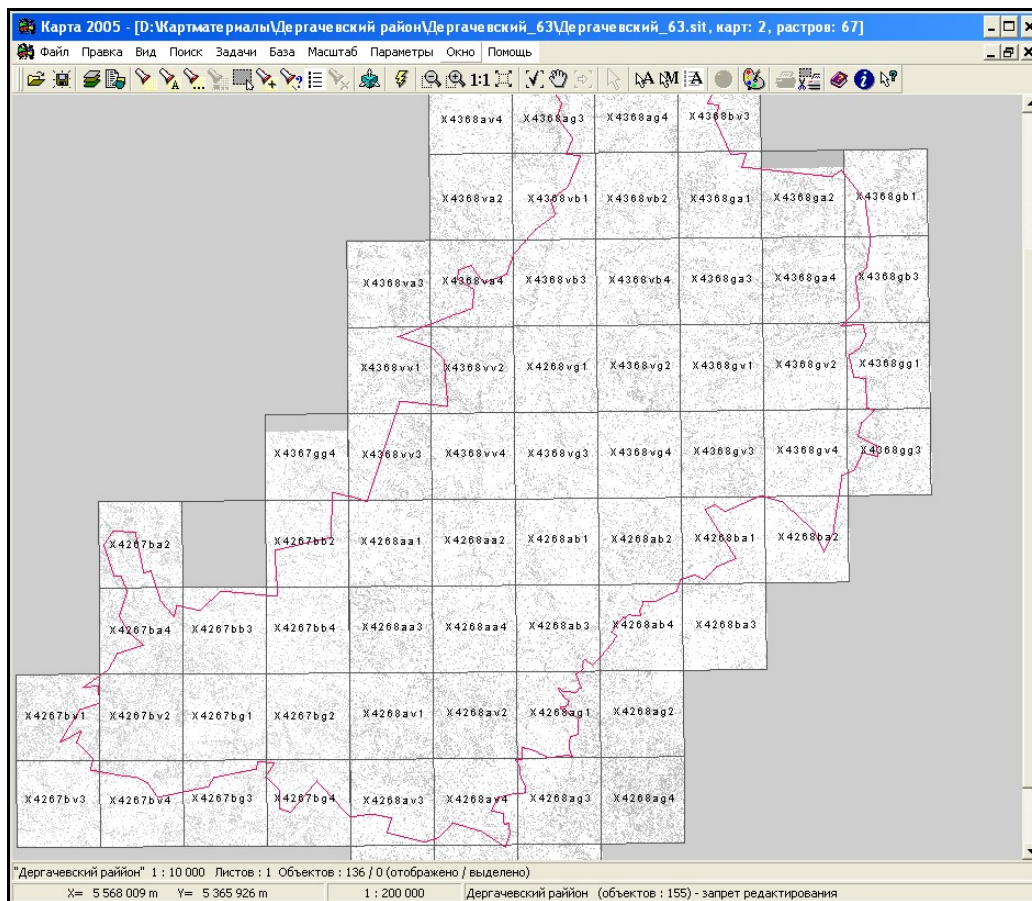 Карта 2005 - [D:\Картматериалы\Дергачевский район\Дергачевский_63\Дергачевский_63.sit, карт: 2, растров: 67]
Файл Правка Вид Поиск Задачи База Масштаб Параметры Окно Помощь
1:1 A M A
X4368av4 X4368ag3 X4368ag4 X4368bv3
X4368va2 X4368vb1 X4368vb2 X4368ga1 X4368ga2 X4368gb1
X4368va3 X4368va4 X4368vb3 X4368vb4 X4368ga3 X4368ga4 X4368gb3
X4368vv1 X4368vv2 X4268vg1 X4368vg2 X4368gv1 X4368gv2 X4368gg1
X4367gg4 X4368vv3 X4368vv4 X4368vg3 X4368vg4 X4368gv3 X4368gv4 X4368gg3
X4267ba2 X4267bb2 X4268aa1 X4268aa2 X4268ab1 X4268ab2 X4268ba1 X4268ba2
X4267ba4 X4267bb3 X4267bb4 X4268aa3 X4268aa4 X4268ab3 X4268ab4 X4268ba3
X4267bv1 X4267bv2 X4267bg1 X4267bg2 X4268av1 X4268av2 X4268ag1 X4268ag2
X4267bv3 X4267bv4 X4267bg3 X4267bg4 X4268av3 X4268av4 X4268ag3 X4268ag4
"Дергачевский раййон" 1 : 10 000 Листов : 1 Объектов : 136 / 0 (отображено / выделено)
X= 5 568 009 m Y= 5 365 926 m 1 : 200 000 Дергачевский раййон (объектов : 155) - запрет редактирования